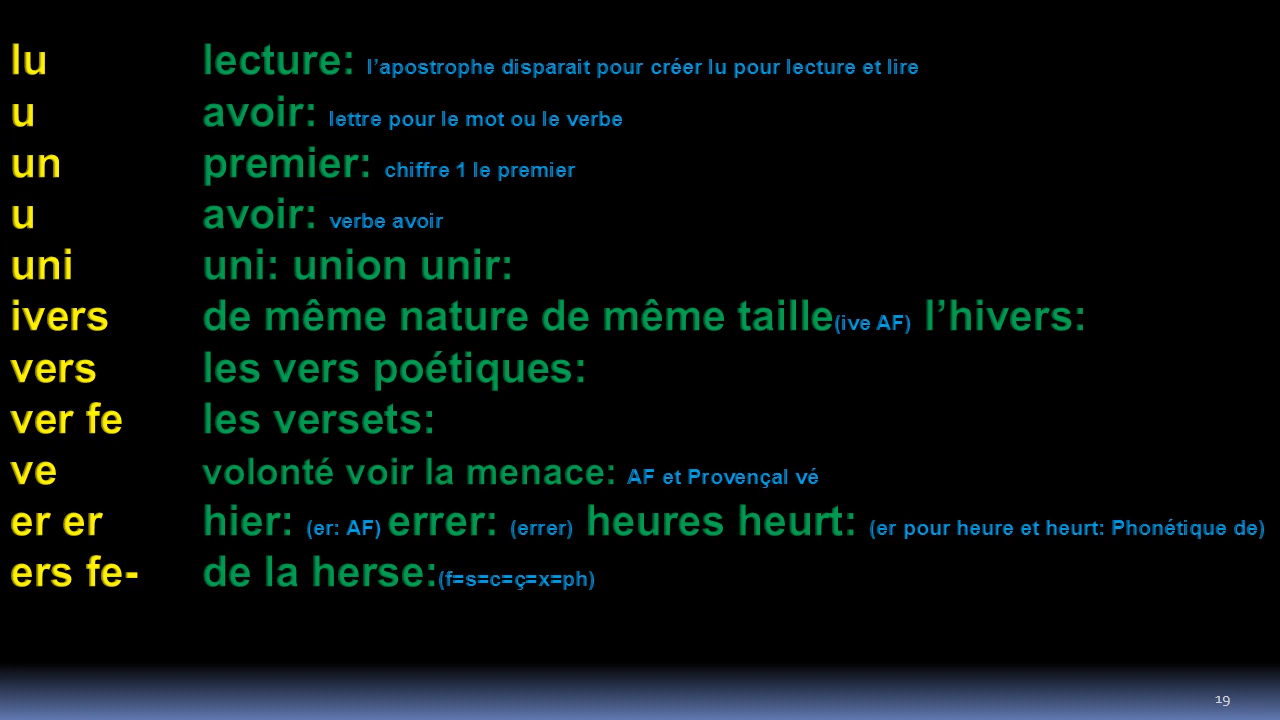 lu lecture: l’apostrophe disparait pour créer lu pour lecture et lire
u avoir: lettre pour le mot ou le verbe
un premier: chiffre 1 le premier
u avoir: verbe avoir
uni uni: union unir:
ivers de même nature de même taille(ive AF) l’hivers:
vers les vers poétiques:
ver fe les versets:
ve volonté voir la menace: AF et Provençal vé
er er hier: (er: AF) errer: (errer) heures heurt: (er pour heure et heurt: Phonétique de)
ers fe- de la herse:(f=s=c=ç=x=ph)
19